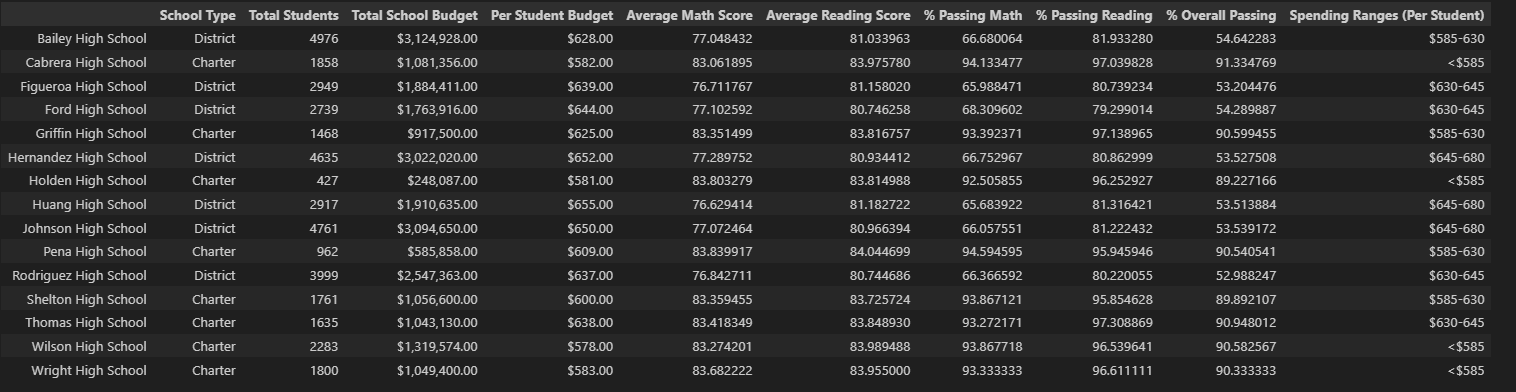 School Type Total Students Total School Budget Per Student Budget Average Math Score Average Reading Score % Passing Math % Passing Reading % Overall Passing Spending Ranges (Per Student)
Bailey High School District 4976 $3,124,928.00 $628.00 77.048432 81.033963 66.680064 81.933280 54.642283 $585-630
Cabrera High School Charter 1858 $1,081,356.00 $582.00 83.061895 83.975780 94.133477 97.039828 91.334769 <$585
Figueroa High School District 2949 $1,884,411.00 $639.00 76.711767 81.158020 65.988471 80.739234 53.204476 $630-645
Ford High School District 2739 $1,763,916.00 $644.00 77.102592 80.746258 68.309602 79.299014 54.289887 $630-645
Griffin High School Charter 1468 $917,500.00 $625.00 83.351499 83.816757 93.392371 97.138965 90.599455 $585-630
Hernandez High School District 4635 $3,022,020.00 $652.00 77.289752 80.934412 66.752967 80.862999 53.527508 $645-680
Holden High School Charter 427 $248,087.00 $581.00 83.803279 83.814988 92.505855 96.252927 89.227166 <$585
Huang High School District 2917 $1,910,635.00 $655.00 76.629414 81.182722 65.683922 81.316421 53.513884 $645-680
Johnson High School District 4761 $3,094,650.00 $650.00 77.072464 80.966394 66.057551 81.222432 53.539172 $645-680
Pena High School Charter 962 $585,858.00 $609.00 83.839917 84.044699 94.594595 95.945946 90.540541 $585-630
Rodriguez High School District 3999 $2,547,363.00 $637.00 76.842711 80.744686 66.366592 80.220055 52.988247 $630-645
Shelton High School Charter 1761 $1,056,600.00 $600.00 83.359455 83.725724 93.867121 95.854628 89.892107 $585-630
Thomas High School Charter 1635 $1,043,130.00 $638.00 83.418349 83.848930 93.272171 97.308869 90.948012 $630-645
Wilson High School Charter 2283 $1,319,574.00 $578.00 83.274201 83.989488 93.867718 96.539641 90.582567 <$585
Wright High School Charter 1800 $1,049,400.00 $583.00 83.682222 83.955000 93.333333 96.611111 90.333333 <$585